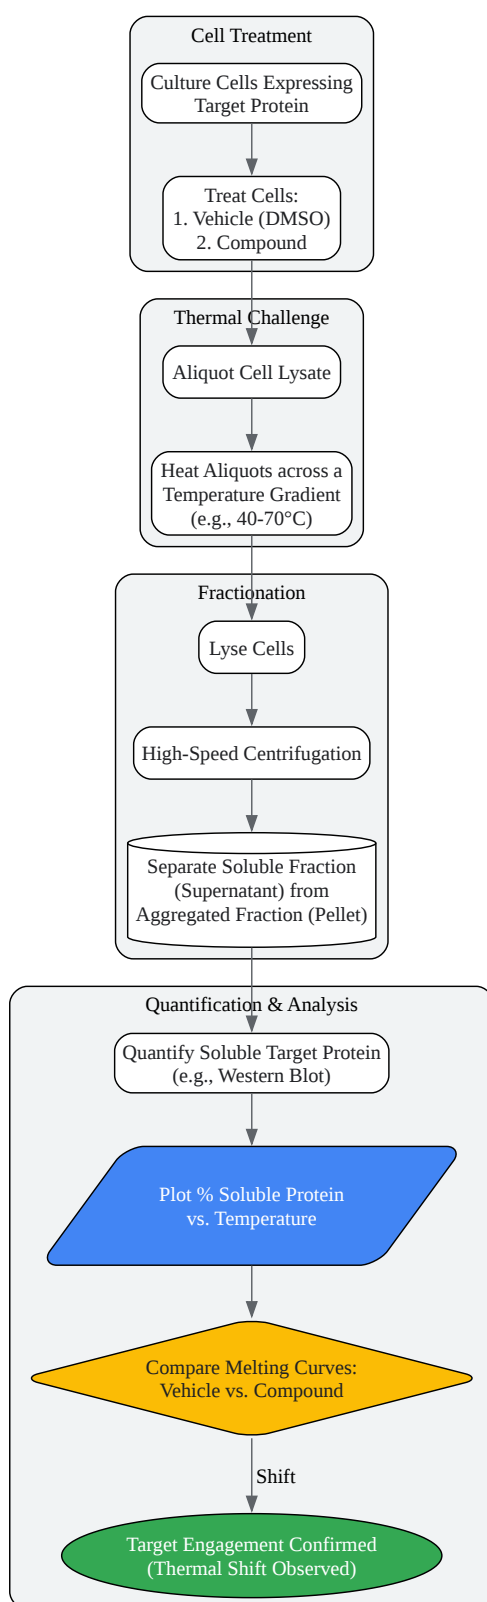 Cell Treatment
Culture Cells Expressing
Target Protein
Treat Cells:
1. Vehicle (DMSO)
2. Compound
Thermal Challenge
Aliquot Cell Lysate
Heat Aliquots across a
Temperature Gradient
(e.g., 40-70°C)
Fractionation
Lyse Cells
High-Speed Centrifugation
Separate Soluble Fraction
(Supernatant) from
Aggregated Fraction (Pellet)
Quantification & Analysis
Quantify Soluble Target Protein
(e.g., Western Blot)
Plot % Soluble Protein
vs. Temperature
Compare Melting Curves:
Vehicle vs. Compound
Shift
Target Engagement Confirmed
(Thermal Shift Observed)